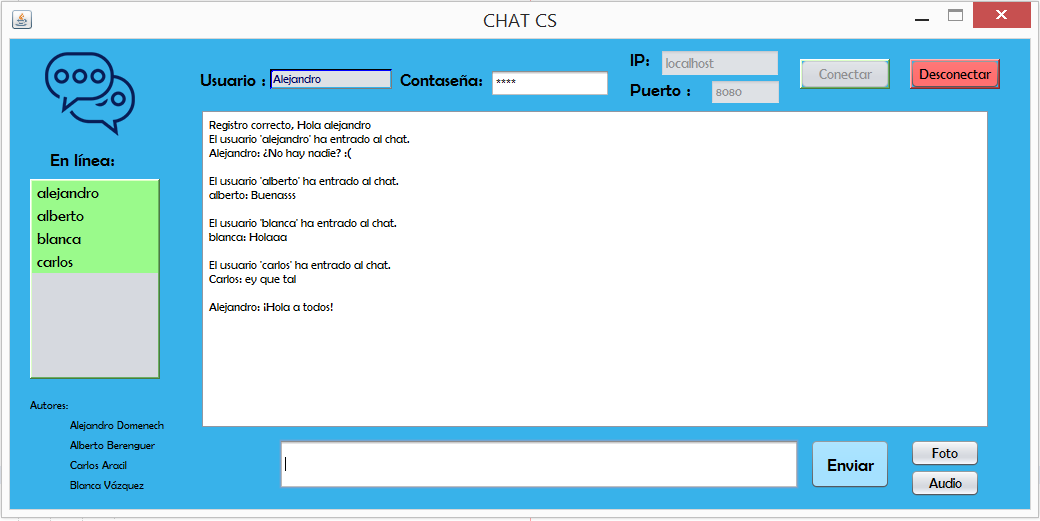 CHAT CS
Usuario : Alejandro Contaseña: **** IP: localhost Conectar Desconectar
Puerto : 8080
En línea:
alejandro
alberto
blanca
carlos
Registro correcto, Hola alejandro
El usuario 'alejandro' ha entrado al chat.
Alejandro: ¿No hay nadie? :(
El usuario 'alberto' ha entrado al chat.
alberto: Buenasss
El usuario 'blanca' ha entrado al chat.
blanca: Holaaa
El usuario 'carlos' ha entrado al chat.
Carlos: ey que tal
Alejandro: ¡Hola a todos!
Autores:
Alejandro Domenech
Alberto Berenguer
Carlos Aracil
Blanca Vázquez
Enviar
Foto
Audio